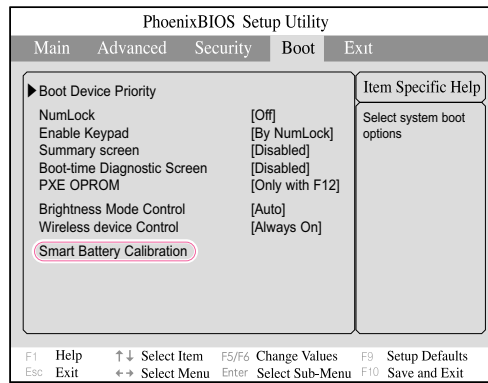 PhoenixBIOS Setup Utility
Main Advanced Security Boot Exit
▶Boot Device Priority
NumLock [Off]
Enable Keypad [By NumLock]
Summary screen [Disabled]
Boot-time Diagnostic Screen [Disabled]
PXE OPROM [Only with F12]
Brightness Mode Control [Auto]
Wireless device Control [Always On]
Smart Battery Calibration
Item Specific Help
Select system boot
options
F1 Help ↑↓ Select Item F5/F6 Change Values F9 Setup Defaults
Esc Exit ←→ Select Menu Enter Select Sub-Menu F10 Save and Exit